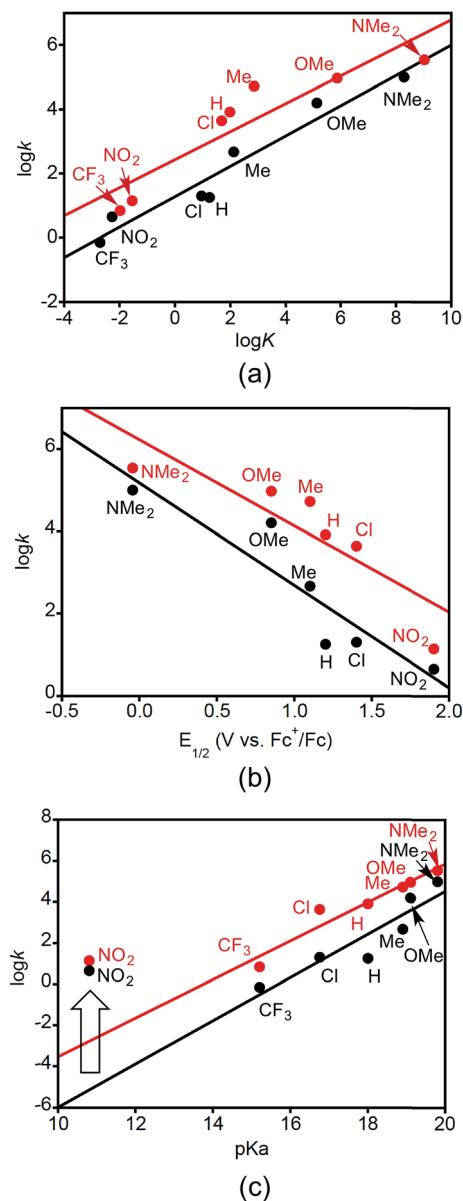 6
4
2
0
-2
logk
CF3
NO2
Cl
H
Me
OMe
NMe2
CF3
NO2
Cl
H
Me
OMe
NMe2
-4 -2 0 2 4 6 8 10
logK
(a)
6
4
2
0
logk
NMe2
OMe
Me
H
Cl
NO2
NMe2
OMe
Me
H
Cl
NO2
-0.5 0.0 0.5 1.0 1.5 2.0
E1/2 (V vs. Fc+/Fc)
(b)
8
6
4
2
0
-2
-4
-6
logk
NMe2
NMe2
OMe
Me
Cl
H
CF3
NO2
NO2
CF3
Cl
H
Me
OMe
10 12 14 16 18 20
pKa
(c)